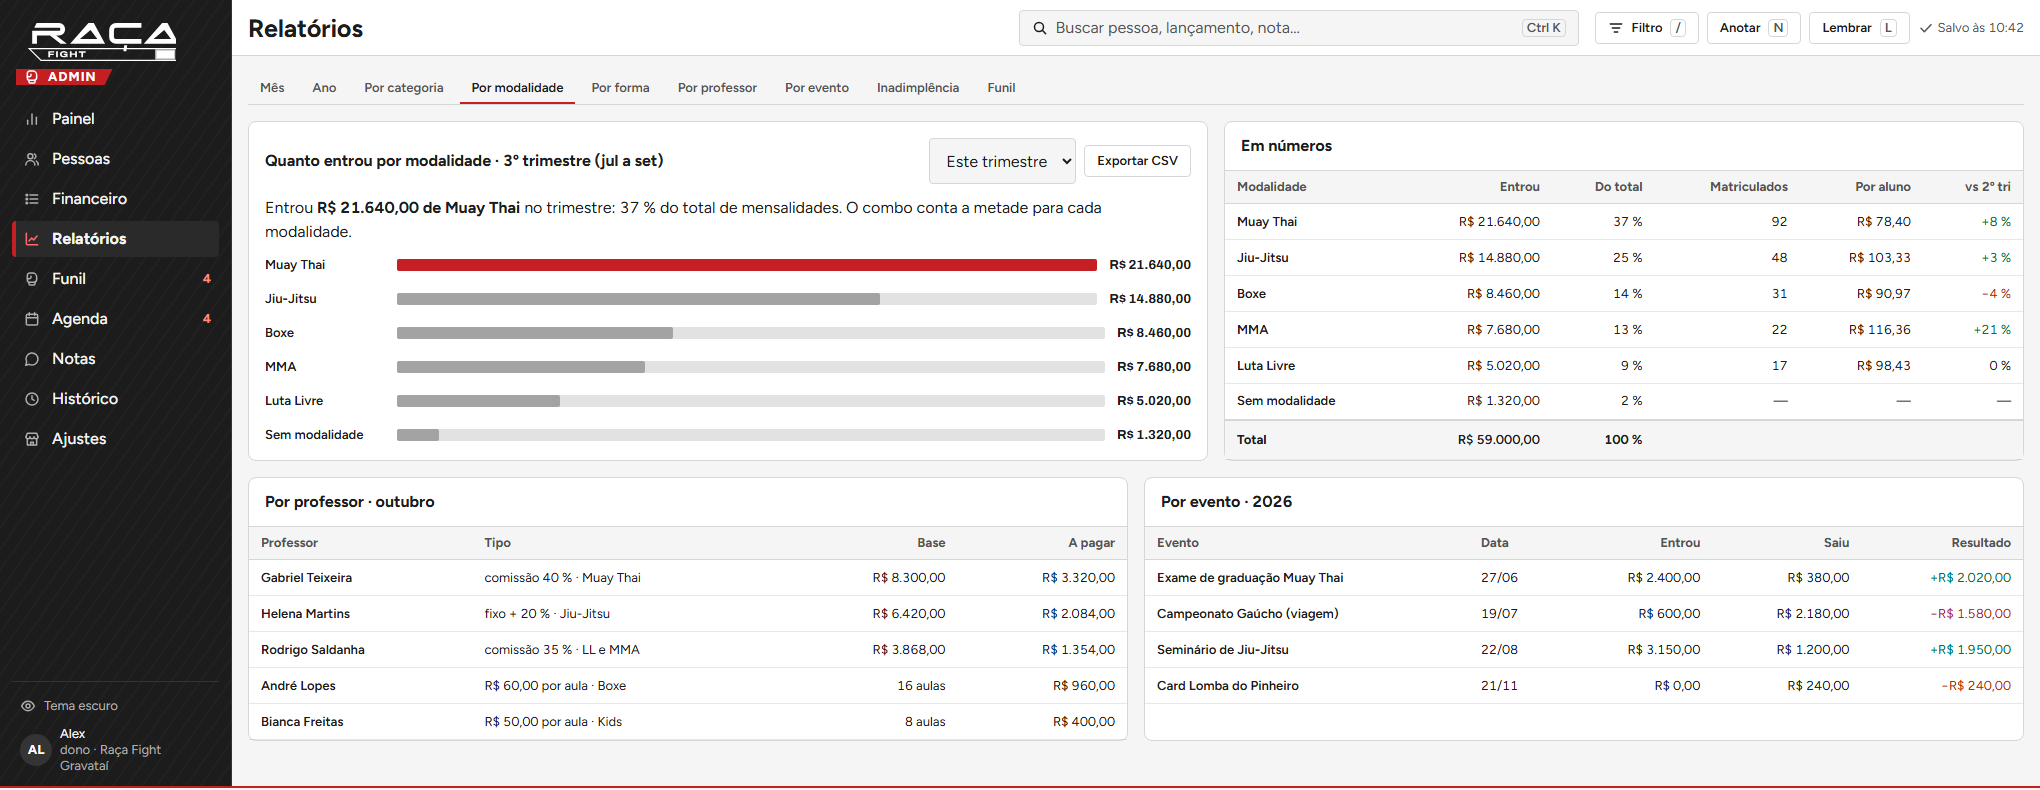 RAÇA
FIGHT
ADMIN
Painel
Pessoas
Financeiro
Relatórios
Funil 4
Agenda 4
Notas
Histórico
Ajustes
Tema escuro
AL
Alex
dono · Raça Fight
Gravataí
Relatórios
Buscar pessoa, lançamento, nota... Ctrl K
Filtro /
Anotar N
Lembrar L
Salvo às 10:42
Mês Ano Por categoria Por modalidade Por forma Por professor Por evento Inadimplência Funil
Quanto entrou por modalidade · 3º trimestre (jul a set)
Este trimestre
Exportar CSV
Entrou R$ 21.640,00 de Muay Thai no trimestre: 37 % do total de mensalidades. O combo conta a metade para cada
modalidade.
Muay Thai R$ 21.640,00
Jiu-Jitsu R$ 14.880,00
Boxe R$ 8.460,00
MMA R$ 7.680,00
Luta Livre R$ 5.020,00
Sem modalidade R$ 1.320,00
Em números
Modalidade Entrou Do total Matriculados Por aluno vs 2º tri
Muay Thai R$ 21.640,00 37 % 92 R$ 78,40 +8 %
Jiu-Jitsu R$ 14.880,00 25 % 48 R$ 103,33 +3 %
Boxe R$ 8.460,00 14 % 31 R$ 90,97 −4 %
MMA R$ 7.680,00 13 % 22 R$ 116,36 +21 %
Luta Livre R$ 5.020,00 9 % 17 R$ 98,43 0 %
Sem modalidade R$ 1.320,00 2 % — — —
Total R$ 59.000,00 100 %
Por professor · outubro
Professor Tipo Base A pagar
Gabriel Teixeira comissão 40 % · Muay Thai R$ 8.300,00 R$ 3.320,00
Helena Martins fixo + 20 % · Jiu-Jitsu R$ 6.420,00 R$ 2.084,00
Rodrigo Saldanha comissão 35 % · LL e MMA R$ 3.868,00 R$ 1.354,00
André Lopes R$ 60,00 por aula · Boxe 16 aulas R$ 960,00
Bianca Freitas R$ 50,00 por aula · Kids 8 aulas R$ 400,00
Por evento · 2026
Evento Data Entrou Saiu Resultado
Exame de graduação Muay Thai 27/06 R$ 2.400,00 R$ 380,00 +R$ 2.020,00
Campeonato Gaúcho (viagem) 19/07 R$ 600,00 R$ 2.180,00 −R$ 1.580,00
Seminário de Jiu-Jitsu 22/08 R$ 3.150,00 R$ 1.200,00 +R$ 1.950,00
Card Lomba do Pinheiro 21/11 R$ 0,00 R$ 240,00 −R$ 240,00